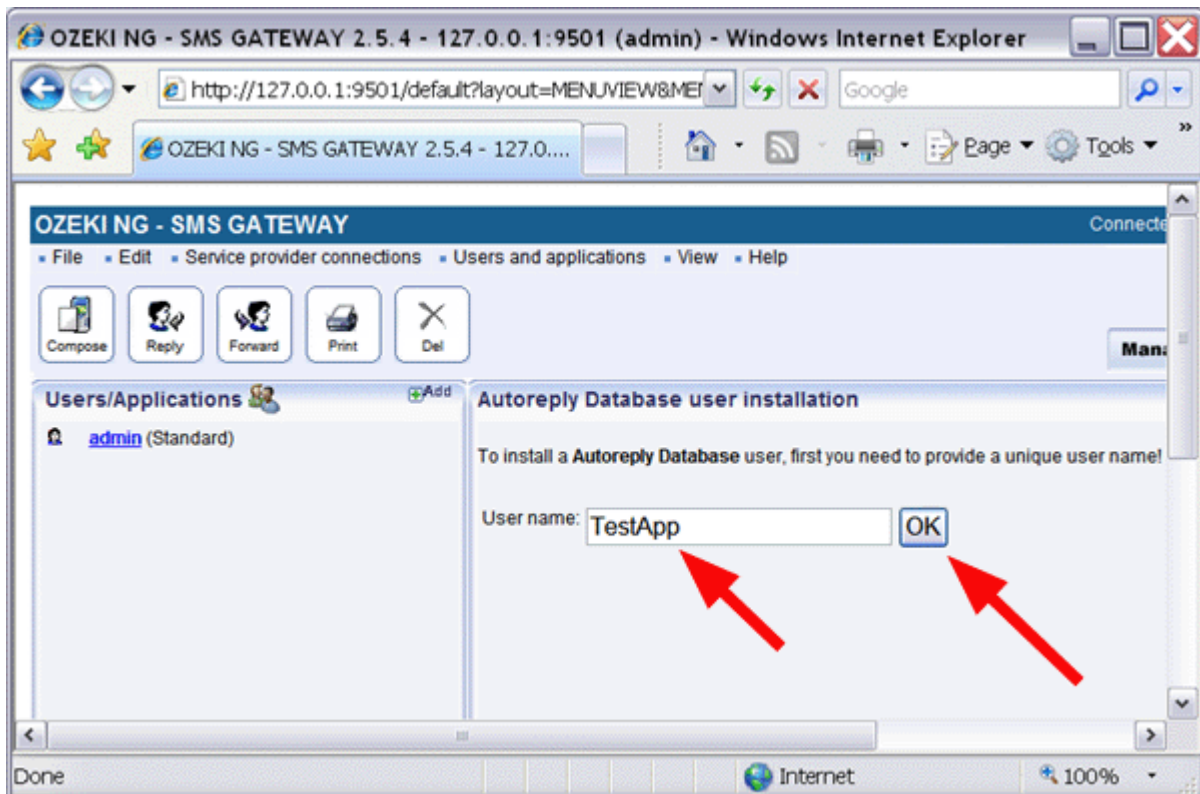 OZEKI NG - SMS GATEWAY 2.5.4 - 127.0.0.1:9501 (admin) - Windows Internet Explorer
http://127.0.0.1:9501/default?layout=MENUVIEW&MEN
Google
OZEKI NG - SMS GATEWAY 2.5.4 - 127.0....
Page
Tools
OZEKI NG - SMS GATEWAY
Connecte
File Edit Service provider connections Users and applications View Help
Compose Reply Forward Print Del
Mana
Users/Applications Add
Autoreply Database user installation
admin (Standard)
To install a Autoreply Database user, first you need to provide a unique user name!
User name: TestApp OK
Done
Internet
100%